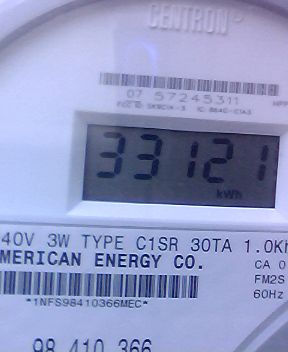 CENTRON
07 57245311
33121
kWh
40V 3W TYPE C1SR 30TA 1.0Kh
MERICAN ENERGY CO. CA 0
FM2S
*1NFS98410366MEC* 60Hz
98 410 366